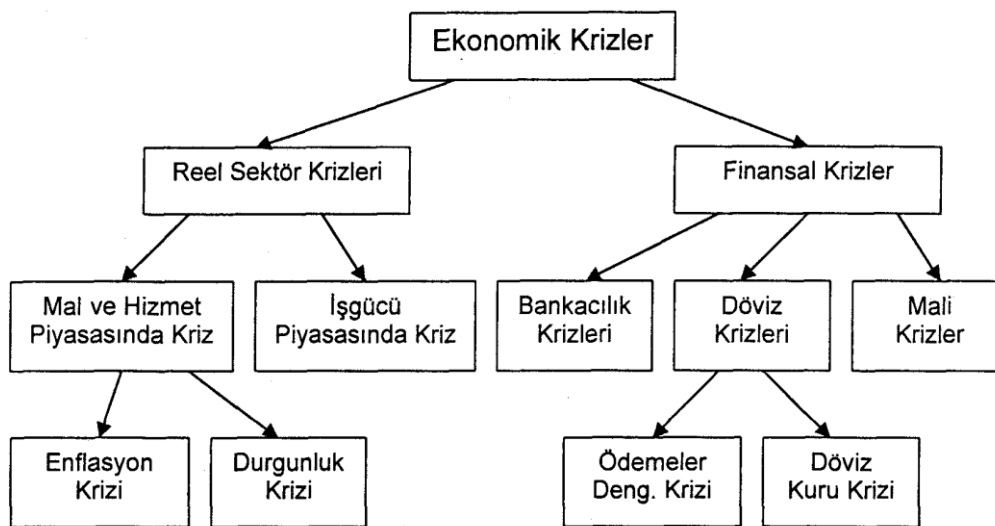 Ekonomik Krizler
Reel Sektör Krizleri
Finansal Krizler
Mal ve Hizmet
Piyasasında Kriz
İşgücü
Piyasasında Kriz
Bankacılık
Krizleri
Döviz
Krizleri
Mali
Krizler
Enflasyon
Krizi
Durgunluk
Krizi
Ödemeler
Deng. Krizi
Döviz
Kuru Krizi